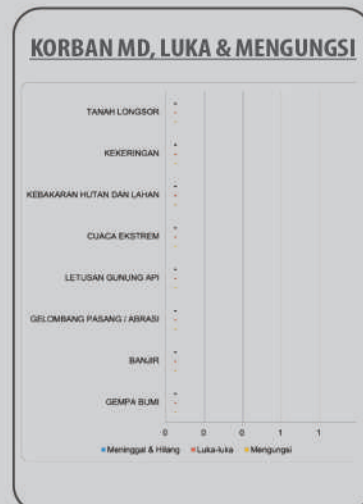 KORBAN MD, LUKA & MENGUNGSI
TANAH LONGSOR
KEKERINGAN
KEBAKARAN HUTAN DAN LAHAN
CUACA EKSTREM
LETUSAN GUNUNG API
GELOMBANG PASANG / ABRASI
BANJIR
GEMPA BUMI
0 0 0 1 1
Meninggal & Hilang Luka-luka Mengungsi